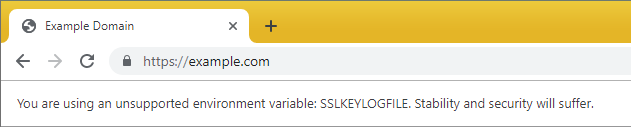 Example Domain
https://example.com
You are using an unsupported environment variable: SSLKEYLOGFILE. Stability and security will suffer.